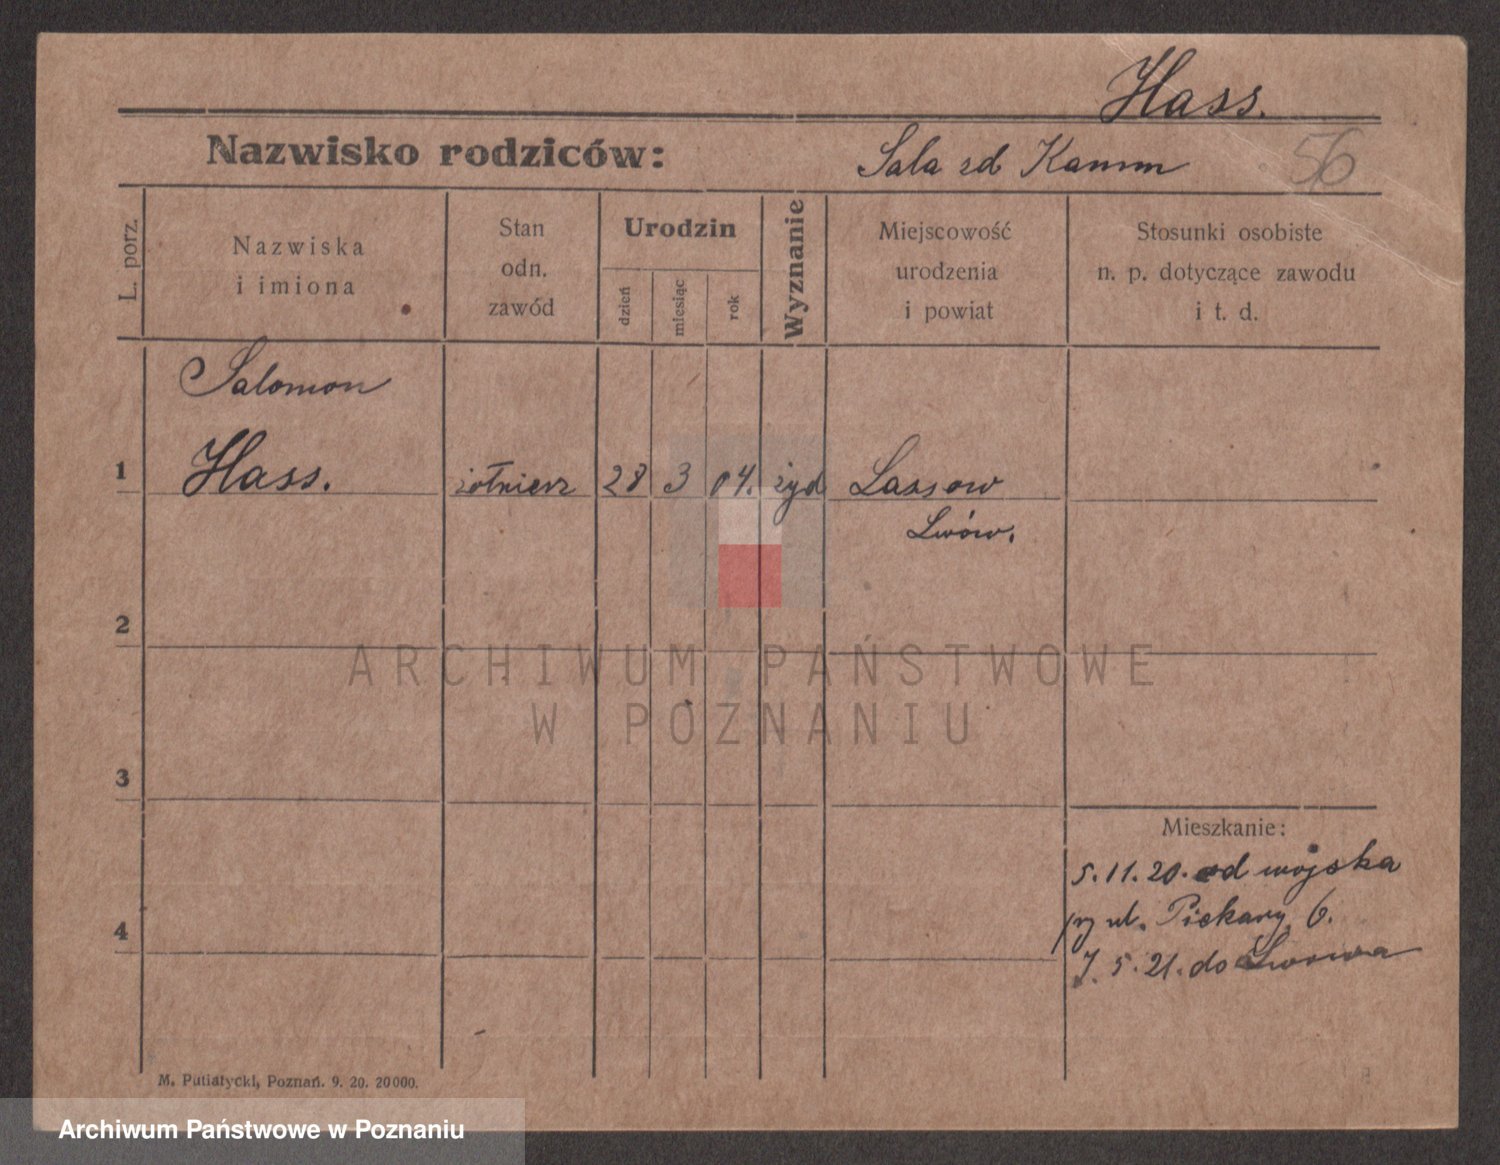 Hass.
Nazwisko rodziców:
Sala zd Kamm
56
L. porz.
Nazwiska
i imiona
Stan
odn.
zawód
Urodzin
dzień
miesiąc
rok
Wyznanie
Miejscowość
urodzenia
i powiat
Stosunki osobiste
n. p. dotyczące zawodu
i t. d.
Salomon
1
Hass.
żołnierz
28
3
04.
żyd
Lassow
Lwów.
2
ARCHIWUM PAŃSTWOWE
W POZNANIU
3
Mieszkanie:
5.11.20. od wojska
ul. Piekary 6.
4
7. 5. 21. do Lwowa
M. Putiatycki, Poznań. 9. 20. 20000.
Archiwum Państwowe w Poznaniu